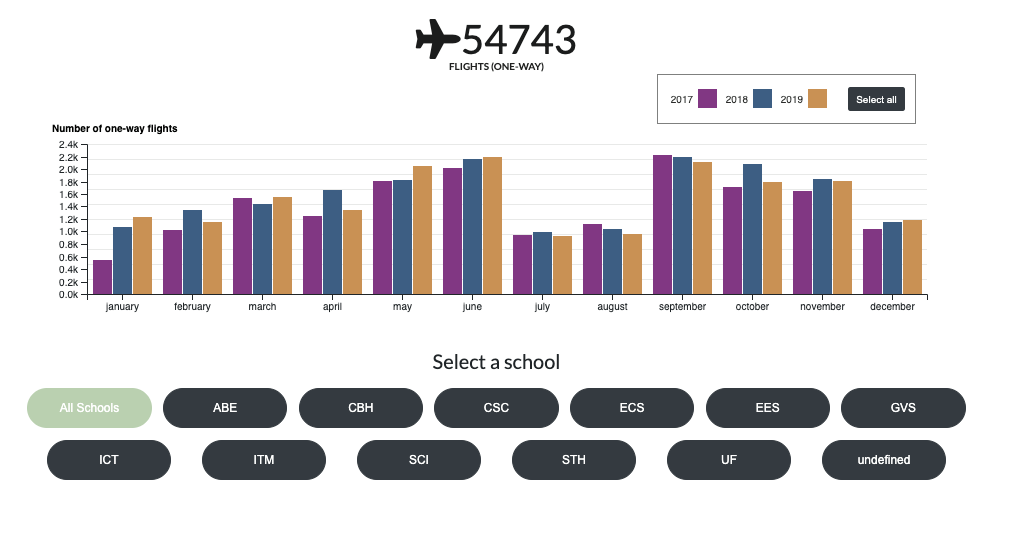 54743
FLIGHTS (ONE-WAY)
2017 2018 2019 Select all
Number of one-way flights
2.4k
2.2k
2.0k
1.8k
1.6k
1.4k
1.2k
1.0k
0.8k
0.6k
0.4k
0.2k
0.0k
january february march april may june july august september october november december
Select a school
All Schools ABE CBH CSC ECS EES GVS
ICT ITM SCI STH UF undefined